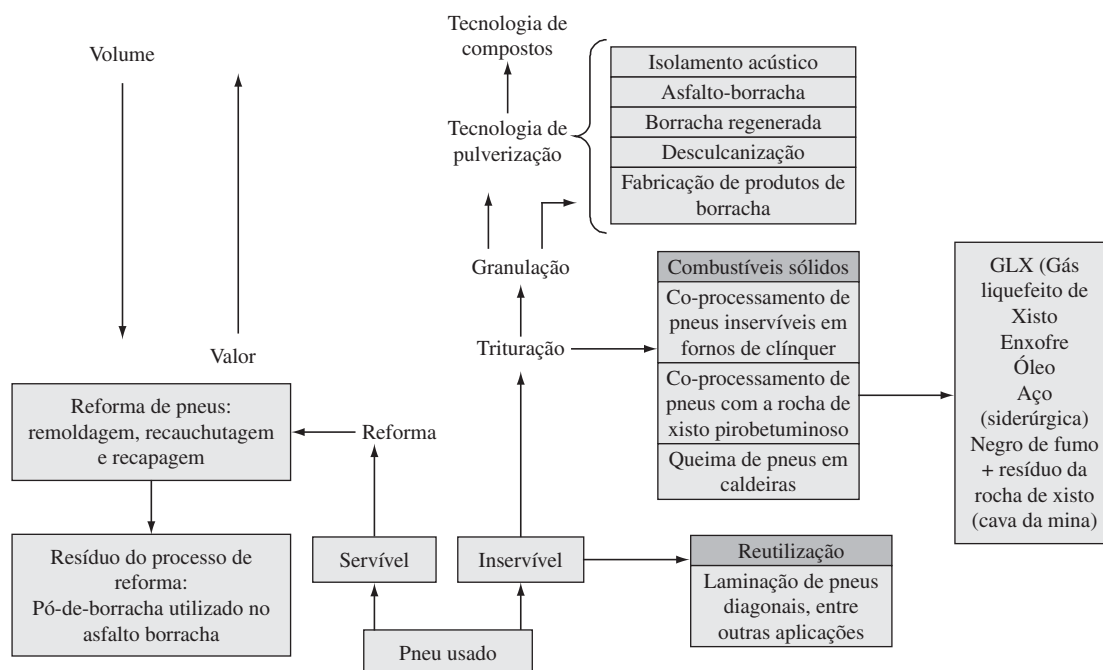 Volume
Valor
Tecnologia de
compostos
Tecnologia de
pulverização
Isolamento acústico
Asfalto-borracha
Borracha regenerada
Desculcanização
Fabricação de produtos de
borracha
Granulação
Trituração
Combustíveis sólidos
Co-processamento de
pneus inservíveis em
fornos de clínquer
Co-processamento de
pneus com a rocha de
xisto pirobetuminoso
Queima de pneus em
caldeiras
GLX (Gás
liquefeito de
Xisto
Enxofre
Óleo
Aço
(siderúrgica)
Negro de fumo
+ resíduo da
rocha de xisto
(cava da mina)
Reforma de pneus:
remoldagem, recauchutagem
e recapagem
Reforma
Resíduo do processo de
reforma:
Pó-de-borracha utilizado no
asfalto borracha
Servível
Inservível
Reutilização
Laminação de pneus
diagonais, entre
outras aplicações
Pneu usado